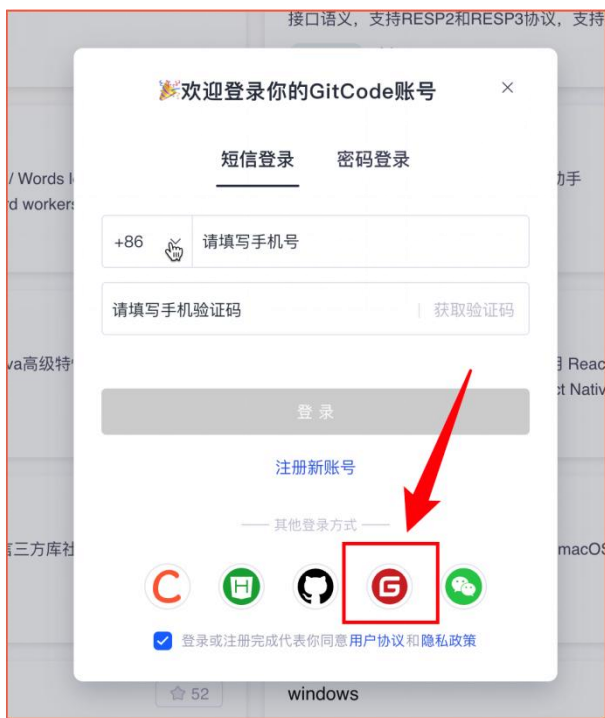 接口语义，支持RESP2和RESP3协议，支持
🎉欢迎登录你的GitCode账号
短信登录 密码登录
/ Words
助手
d workers
+86 请填写手机号
请填写手机验证码 获取验证码
va高级特
Reac
ct Nativ
登录
注册新账号
其他登录方式
言三方库社
macOS
登录或注册完成代表你同意用户协议和隐私政策
52
windows